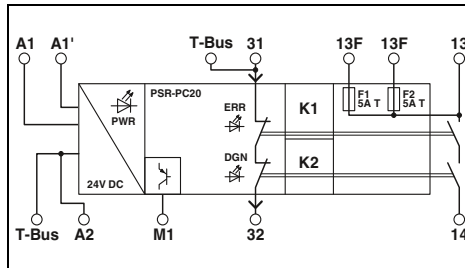 A1 A1' T-Bus 31 13F 13F 13
PSR-PC20
PWR
24V DC
ERR
DGN
K1
K2
F1
5A T
F2
5A T
T-Bus A2 M1 32 14